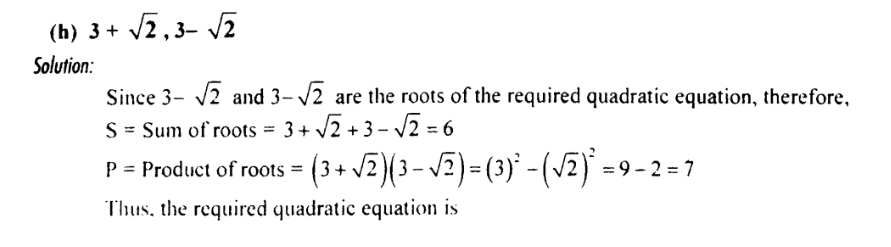 (h) 3 + √2 , 3− √2
Solution:
Since 3− √2 and 3−√2 are the roots of the required quadratic equation, therefore,
S = Sum of roots = 3 + √2 + 3 − √2 = 6
P = Product of roots = (3 + √2)(3 − √2) = (3)² − (√2)² = 9 − 2 = 7
Thus, the required quadratic equation is